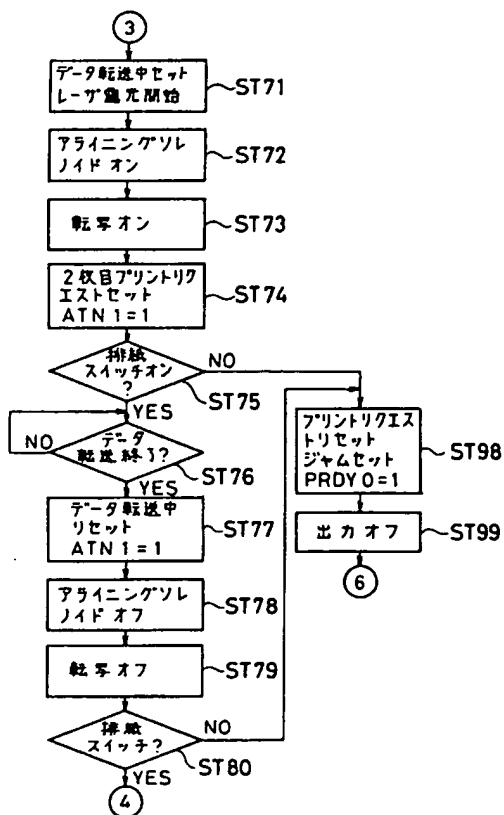 3
データ転送中セット
レーザ露光開始
ST71
アライニングソレ
ノイドオン
ST72
転写オン
ST73
2枚目プリントリク
エストセット
ATN1=1
ST74
排紙
スイッチオン
?
NO
ST75
YES
データ
転送終了?
NO
ST76
YES
データ転送中
リセット
ATN1=1
ST77
アライニングソレ
ノイドオフ
ST78
転写オフ
ST79
排紙
スイッチ?
NO
ST80
YES
4
プリントリクエス
トリセット
ジャムセット
PRDY0=1
ST98
出力オフ
ST99
6